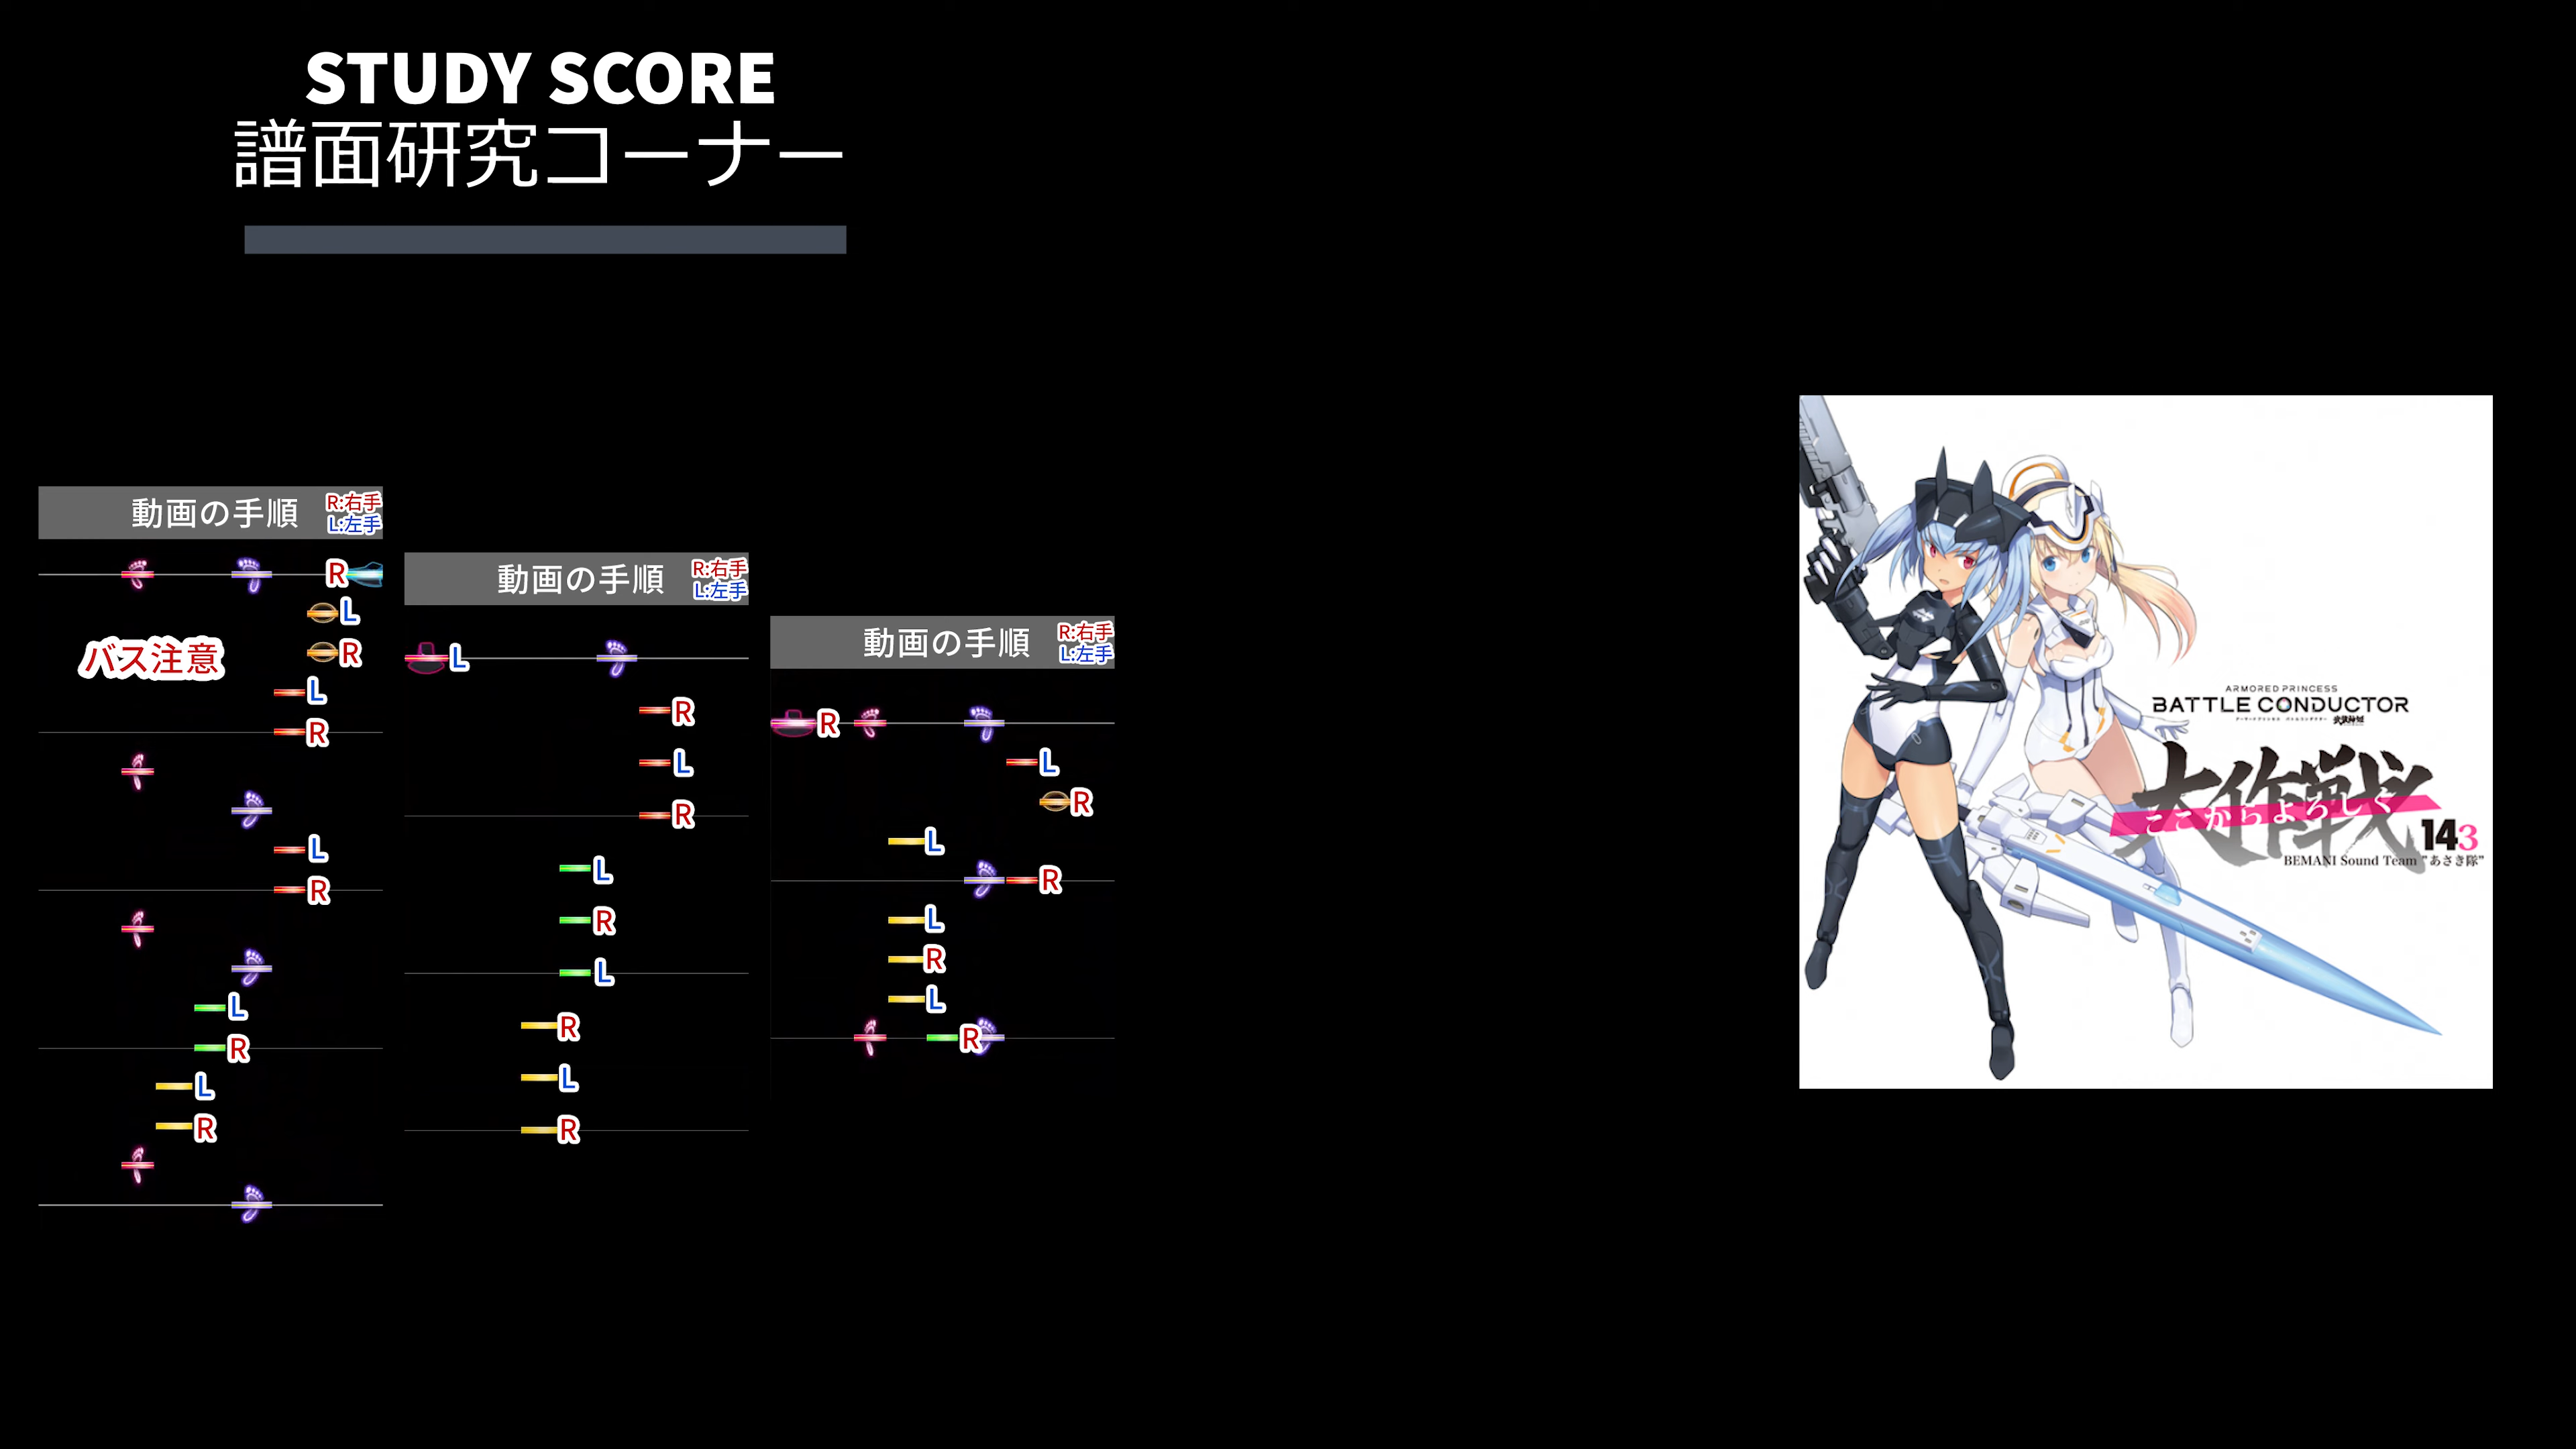 STUDY SCORE
譜面研究コーナー
動画の手順
R:右手
L:左手
R
L
バス注意
R
L
R
L
R
L
R
L
R
動画の手順
R:右手
L:左手
L
R
L
R
L
R
L
R
L
R
動画の手順
R:右手
L:左手
R
L
R
L
R
L
R
L
R
ARMORED PRINCESS
BATTLE CONDUCTOR
大作戦
ここからよろしく
143
BEMANI Sound Team "あさき隊"